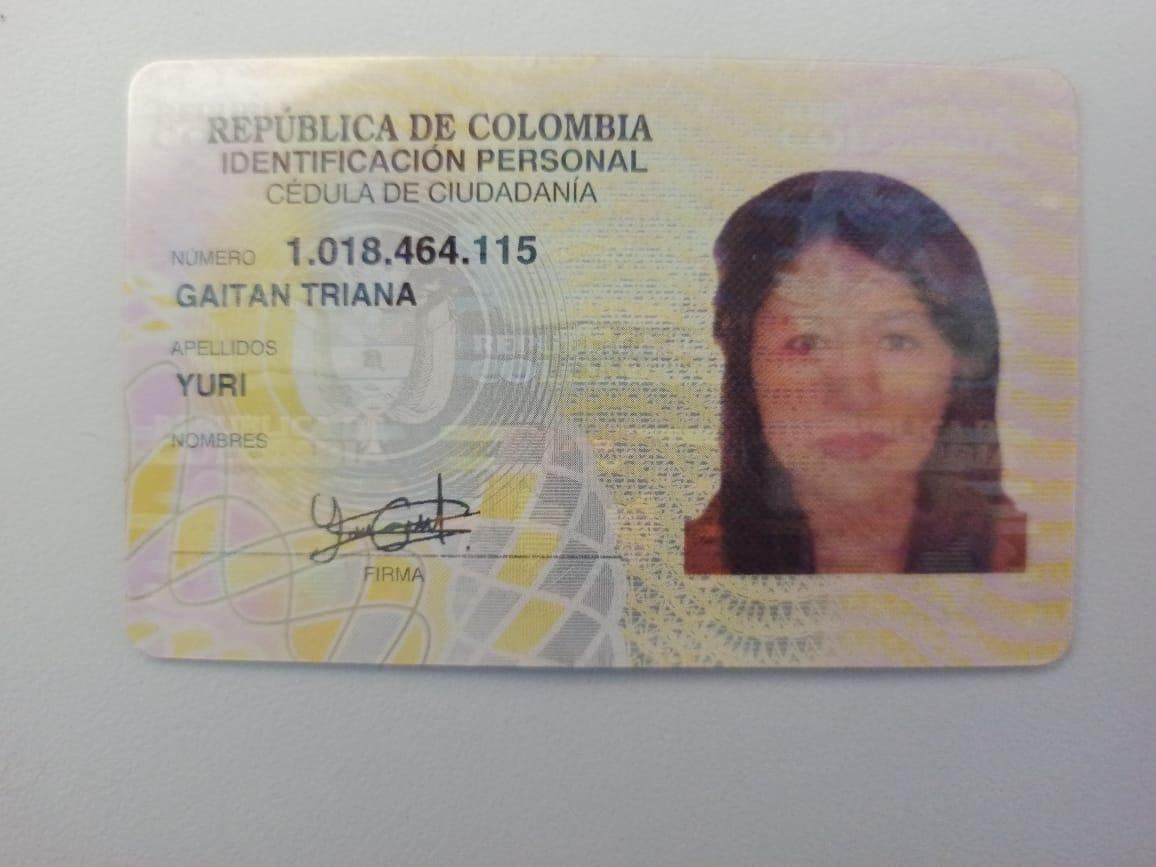 REPÚBLICA DE COLOMBIA
IDENTIFICACIÓN PERSONAL
CÉDULA DE CIUDADANÍA
NÚMERO 1.018.464.115
GAITAN TRIANA
APELLIDOS
YURI
NOMBRES
FIRMA